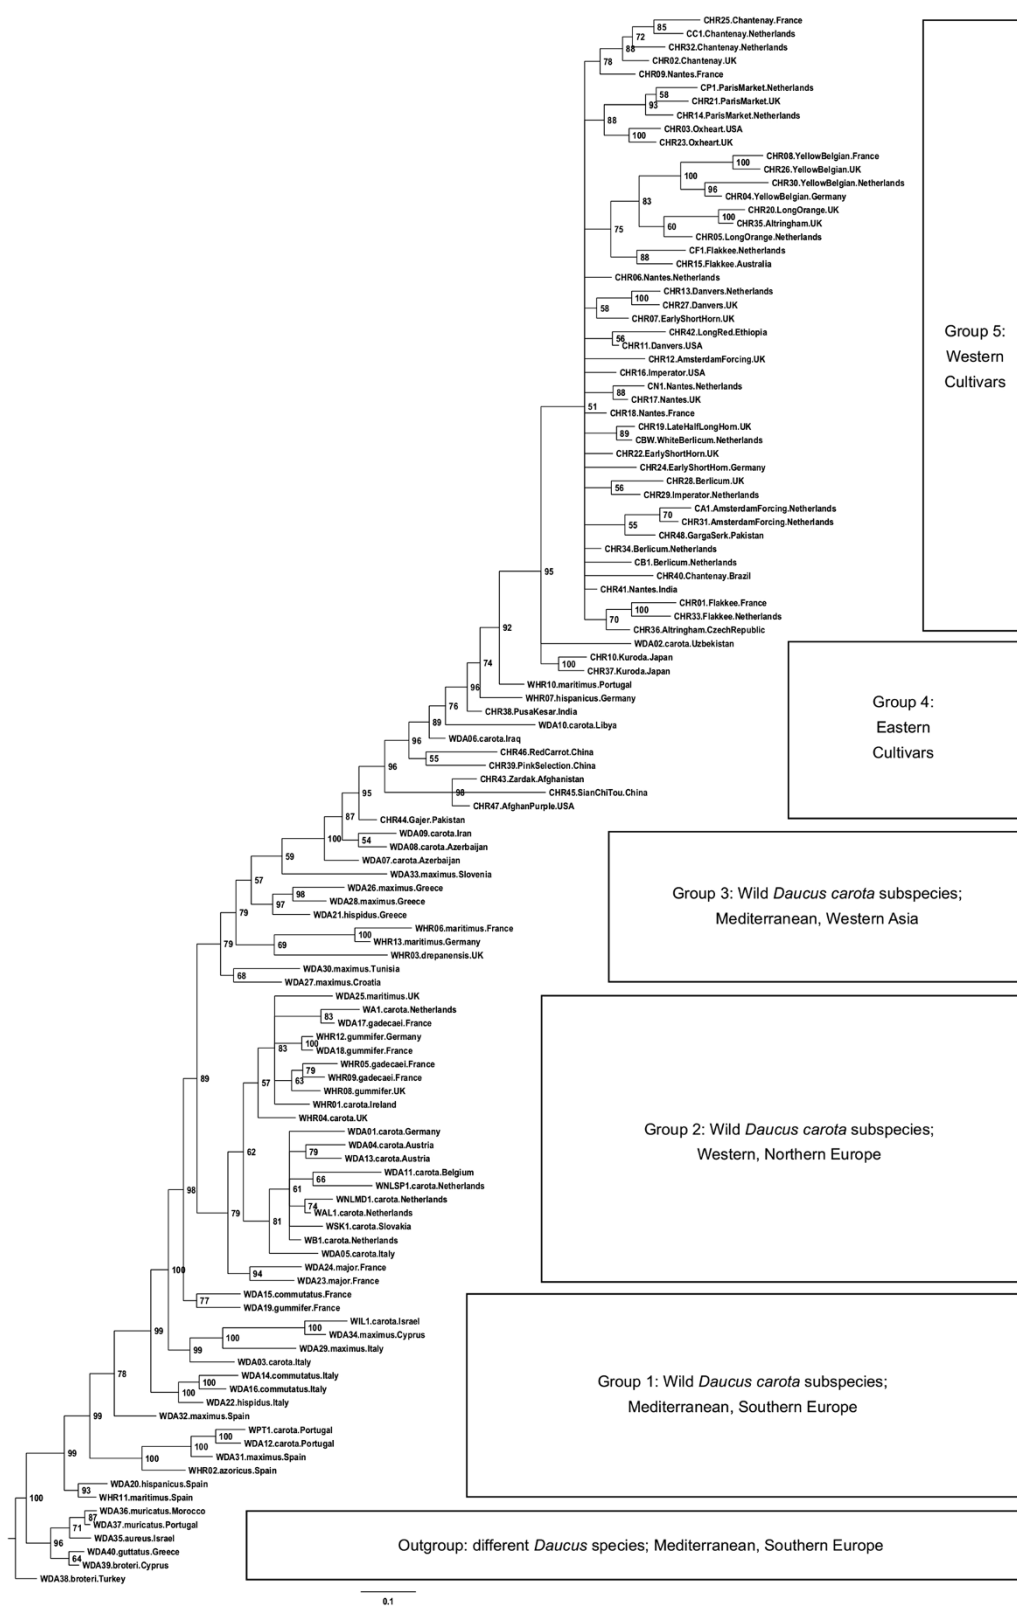 CHR25.Chantenay.France
85
CC1.Chantenay.Netherlands
72
CHR32.Chantenay.Netherlands
88
CHR02.Chantenay.UK
78
CHR09.Nantes.France
CP1.ParisMarket.Netherlands
58
CHR21.ParisMarket.UK
93
CHR14.ParisMarket.Netherlands
88
CHR03.Oxheart.USA
100
CHR23.Oxheart.UK
CHR08.YellowBelgian.France
100
CHR26.YellowBelgian.UK
100
CHR30.YellowBelgian.Netherlands
96
CHR04.YellowBelgian.Germany
83
CHR20.LongOrange.UK
100
CHR35.Altringham.UK
60
CHR05.LongOrange.Netherlands
75
CF1.Flakkee.Netherlands
88
CHR15.Flakkee.Australia
CHR06.Nantes.Netherlands
CHR13.Danvers.Netherlands
100
CHR27.Danvers.UK
58
CHR07.EarlyShortHorn.UK
CHR42.LongRed.Ethiopia
56
CHR11.Danvers.USA
CHR12.AmsterdamForcing.UK
CHR16.Imperator.USA
CN1.Nantes.Netherlands
88
CHR17.Nantes.UK
51
CHR18.Nantes.France
CHR19.LateHalfLongHorn.UK
89
CBW.WhiteBerlicum.Netherlands
CHR22.EarlyShortHorn.UK
CHR24.EarlyShortHorn.Germany
CHR28.Berlicum.UK
56
CHR29.Imperator.Netherlands
CA1.AmsterdamForcing.Netherlands
70
CHR31.AmsterdamForcing.Netherlands
55
CHR48.GargaSerk.Pakistan
CHR34.Berlicum.Netherlands
CB1.Berlicum.Netherlands
95
CHR40.Chantenay.Brazil
CHR41.Nantes.India
CHR01.Flakkee.France
100
CHR33.Flakkee.Netherlands
70
CHR36.Altringham.CzechRepublic
92
WDA02.carota.Uzbekistan
CHR10.Kuroda.Japan
100
CHR37.Kuroda.Japan
74
WHR10.maritimus.Portugal
96
WHR07.hispanicus.Germany
76
CHR38.PusaKesar.India
89
WDA10.carota.Libya
96
WDA06.carota.Iraq
CHR46.RedCarrot.China
55
CHR39.PinkSelection.China
96
CHR43.Zardak.Afghanistan
98
CHR45.SianChiTou.China
95
CHR47.AfghanPurple.USA
87
CHR44.Gajer.Pakistan
100
WDA09.carota.Iran
54
WDA08.carota.Azerbaijan
59
WDA07.carota.Azerbaijan
WDA33.maximus.Slovenia
57
WDA26.maximus.Greece
98
WDA28.maximus.Greece
97
WDA21.hispidus.Greece
79
WHR06.maritimus.France
100
WHR13.maritimus.Germany
79
69
WHR03.drepanensis.UK
WDA30.maximus.Tunisia
68
WDA27.maximus.Croatia
WDA25.maritimus.UK
WA1.carota.Netherlands
83
WDA17.gadecaei.France
WHR12.gummifer.Germany
100
83
WDA18.gummifer.France
WHR05.gadecaei.France
79
WHR09.gadecaei.France
63
89
57
WHR08.gummifer.UK
WHR01.carota.Ireland
WHR04.carota.UK
WDA01.carota.Germany
62
WDA04.carota.Austria
79
WDA13.carota.Austria
WDA11.carota.Belgium
66
WNLSP1.carota.Netherlands
61
98
WNLMD1.carota.Netherlands
74
WAL1.carota.Netherlands
79
81
WSK1.carota.Slovakia
WB1.carota.Netherlands
WDA05.carota.Italy
WDA24.major.France
100
94
WDA23.major.France
WDA15.commutatus.France
77
WDA19.gummifer.France
WIL1.carota.Israel
100
WDA34.maximus.Cyprus
99
100
WDA29.maximus.Italy
99
WDA03.carota.Italy
78
WDA14.commutatus.Italy
100
WDA16.commutatus.Italy
100
WDA22.hispidus.Italy
99
WDA32.maximus.Spain
WPT1.carota.Portugal
100
WDA12.carota.Portugal
100
99
WDA31.maximus.Spain
100
WHR02.azoricus.Spain
WDA20.hispanicus.Spain
93
100
WHR11.maritimus.Spain
WDA36.muricatus.Morocco
87
WDA37.muricatus.Portugal
71
WDA35.aureus.Israel
96
WDA40.guttatus.Greece
64
WDA39.broteri.Cyprus
WDA38.broteri.Turkey
0.1
Group 5:
Western
Cultivars
Group 4:
Eastern
Cultivars
Group 3: Wild Daucus carota subspecies;
Mediterranean, Western Asia
Group 2: Wild Daucus carota subspecies;
Western, Northern Europe
Group 1: Wild Daucus carota subspecies;
Mediterranean, Southern Europe
Outgroup: different Daucus species; Mediterranean, Southern Europe